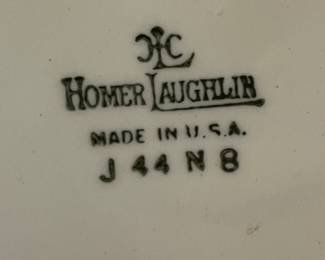 HLC
HOMER LAUGHLIN
MADE IN U.S.A.
J 44 N 8